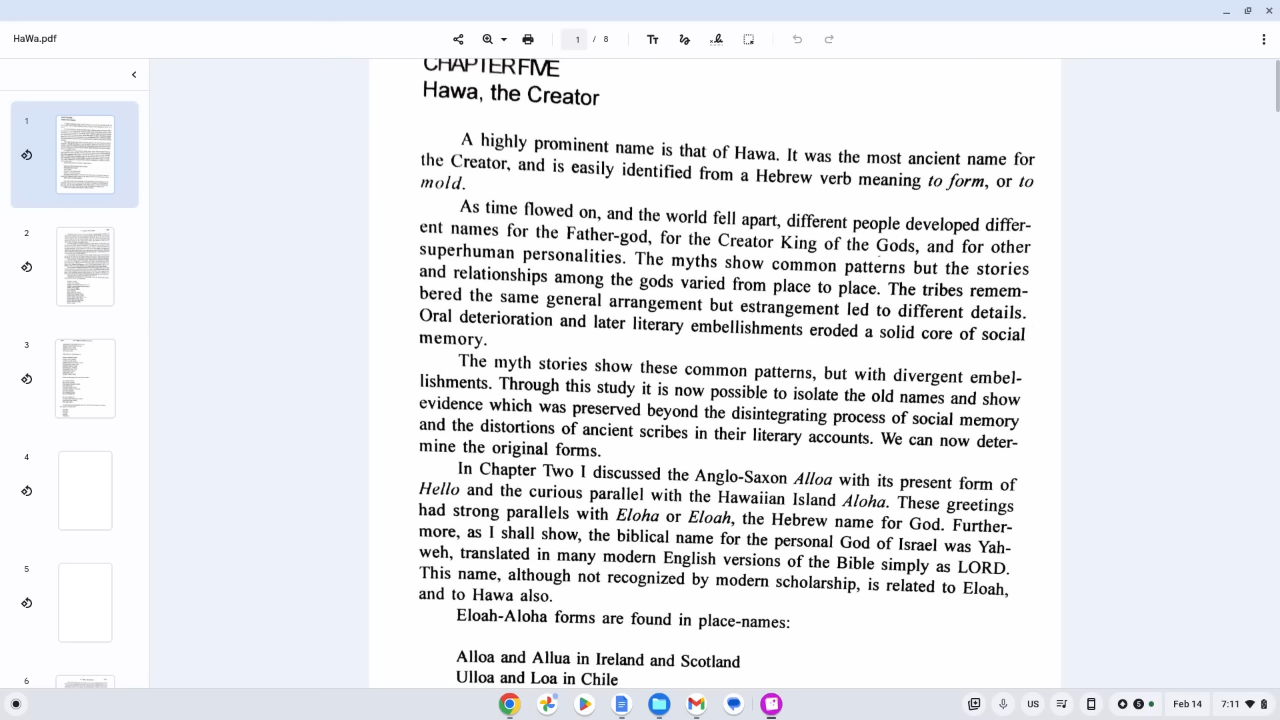 HaWa.pdf
1 / 8
CHAPTER FIVE
Hawa, the Creator
A highly prominent name is that of Hawa. It was the most ancient name for
the Creator, and is easily identified from a Hebrew verb meaning to form, or to
mold.
As time flowed on, and the world fell apart, different people developed differ-
ent names for the Father-god, for the Creator King of the Gods, and for other
superhuman personalities. The myths show common patterns but the stories
and relationships among the gods varied from place to place. The tribes remem-
bered the same general arrangement but estrangement led to different details.
Oral deterioration and later literary embellishments eroded a solid core of social
memory.
The myth stories show these common patterns, but with divergent embel-
lishments. Through this study it is now possible to isolate the old names and show
evidence which was preserved beyond the disintegrating process of social memory
and the distortions of ancient scribes in their literary accounts. We can now deter-
mine the original forms.
In Chapter Two I discussed the Anglo-Saxon Alloa with its present form of
Hello and the curious parallel with the Hawaiian Island Aloha. These greetings
had strong parallels with Eloha or Eloah, the Hebrew name for God. Further-
more, as I shall show, the biblical name for the personal God of Israel was Yah-
weh, translated in many modern English versions of the Bible simply as LORD.
This name, although not recognized by modern scholarship, is related to Eloah,
and to Hawa also.
Eloah-Aloha forms are found in place-names:
Alloa and Allua in Ireland and Scotland
Ulloa and Loa in Chile
1
2
3
US
5
Feb 14
7:11